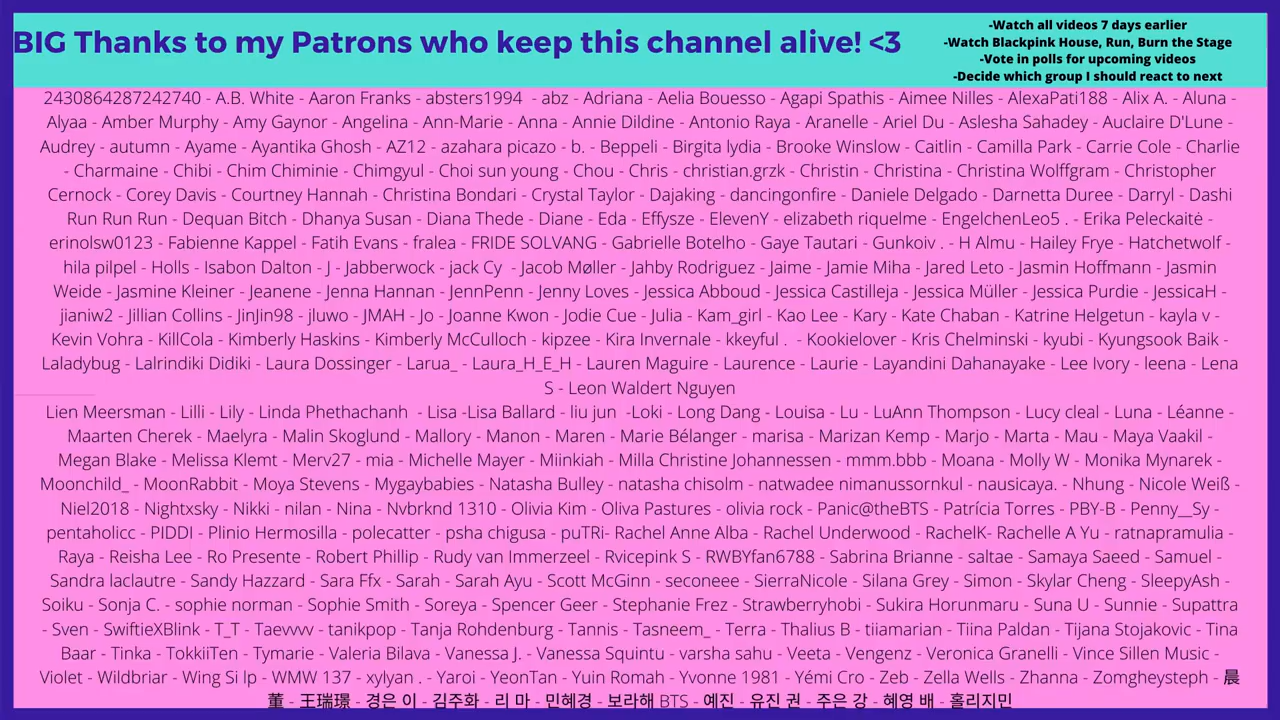 BIG Thanks to my Patrons who keep this channel alive! <3
-Watch all videos 7 days earlier
-Watch Blackpink House, Run, Burn the Stage
-Vote in polls for upcoming videos
-Decide which group I should react to next
2430864287242740 - A.B. White - Aaron Franks - absters1994 - abz - Adriana - Aelia Bouesso - Agapi Spathis - Aimee Nilles - AlexaPati188 - Alix A. - Aluna -
Alyaa - Amber Murphy - Amy Gaynor - Angelina - Ann-Marie - Anna - Annie Dildine - Antonio Raya - Aranelle - Ariel Du - Aslesha Sahadey - Auclaire D'Lune -
Audrey - autumn - Ayame - Ayantika Ghosh - AZ12 - azahara picazo - b. - Beppeli - Birgita lydia - Brooke Winslow - Caitlin - Camilla Park - Carrie Cole - Charlie
- Charmaine - Chibi - Chim Chiminie - Chimgyul - Choi sun young - Chou - Chris - christian.grzk - Christin - Christina - Christina Wolffgram - Christopher
Cernock - Corey Davis - Courtney Hannah - Christina Bondari - Crystal Taylor - Dajaking - dancingonfire - Daniele Delgado - Darnetta Duree - Darryl - Dashi
Run Run Run - Dequan Bitch - Dhanya Susan - Diana Thede - Diane - Eda - Effysze - ElevenY - elizabeth riquelme - EngelchenLeo5 . - Erika Peleckaitė -
erinolsw0123 - Fabienne Kappel - Fatih Evans - fralea - FRIDE SOLVANG - Gabrielle Botelho - Gaye Tautari - Gunkoiv . - H Almu - Hailey Frye - Hatchetwolf -
hila pilpel - Holls - Isabon Dalton - J - Jabberwock - jack Cy - Jacob Møller - Jahby Rodriguez - Jaime - Jamie Miha - Jared Leto - Jasmin Hoffmann - Jasmin
Weide - Jasmine Kleiner - Jeanene - Jenna Hannan - JennPenn - Jenny Loves - Jessica Abboud - Jessica Castilleja - Jessica Müller - Jessica Purdie - JessicaH -
jianiw2 - Jillian Collins - JinJin98 - jluwo - JMAH - Jo - Joanne Kwon - Jodie Cue - Julia - Kam_girl - Kao Lee - Kary - Kate Chaban - Katrine Helgetun - kayla v -
Kevin Vohra - KillCola - Kimberly Haskins - Kimberly McCulloch - kipzee - Kira Invernale - kkeyful . - Kookielover - Kris Chelminski - kyubi - Kyungsook Baik -
Laladybug - Lalrindiki Didiki - Laura Dossinger - Larua_ - Laura_H_E_H - Lauren Maguire - Laurence - Laurie - Layandini Dahanayake - Lee Ivory - leena - Lena
S - Leon Waldert Nguyen
Lien Meersman - Lilli - Lily - Linda Phethachanh - Lisa -Lisa Ballard - liu jun -Loki - Long Dang - Louisa - Lu - LuAnn Thompson - Lucy cleal - Luna - Léanne -
Maarten Cherek - Maelyra - Malin Skoglund - Mallory - Manon - Maren - Marie Bélanger - marisa - Marizan Kemp - Marjo - Marta - Mau - Maya Vaakil -
Megan Blake - Melissa Klemt - Merv27 - mia - Michelle Mayer - Miinkiah - Milla Christine Johannessen - mmm.bbb - Moana - Molly W - Monika Mynarek -
Moonchild_ - MoonRabbit - Moya Stevens - Mygaybabies - Natasha Bulley - natasha chisolm - natwadee nimanussornkul - nausicaya. - Nhung - Nicole Weiß -
Niel2018 - Nightxsky - Nikki - nilan - Nina - Nvbrknd 1310 - Olivia Kim - Oliva Pastures - olivia rock - Panic@theBTS - Patrícia Torres - PBY-B - Penny__Sy -
pentaholicc - PIDDI - Plinio Hermosilla - polecatter - psha chigusa - puTRi- Rachel Anne Alba - Rachel Underwood - RachelK- Rachelle A Yu - ratnapramulia -
Raya - Reisha Lee - Ro Presente - Robert Phillip - Rudy van Immerzeel - Rvicepink S - RWBYfan6788 - Sabrina Brianne - saltae - Samaya Saeed - Samuel -
Sandra laclautre - Sandy Hazzard - Sara Ffx - Sarah - Sarah Ayu - Scott McGinn - seconeee - SierraNicole - Silana Grey - Simon - Skylar Cheng - SleepyAsh -
Soiku - Sonja C. - sophie norman - Sophie Smith - Soreya - Spencer Geer - Stephanie Frez - Strawberryhobi - Sukira Horunmaru - Suna U - Sunnie - Supattra
- Sven - SwiftieXBlink - T_T - Taevvvv - tanikpop - Tanja Rohdenburg - Tannis - Tasneem_ - Terra - Thalius B - tiiamarian - Tiina Paldan - Tijana Stojakovic - Tina
Baar - Tinka - TokkiiTen - Tymarie - Valeria Bilava - Vanessa J. - Vanessa Squintu - varsha sahu - Veeta - Vengenz - Veronica Granelli - Vince Sillen Music -
Violet - Wildbriar - Wing Si Ip - WMW 137 - xylyan . - Yaroi - YeonTan - Yuin Romah - Yvonne 1981 - Yémi Cro - Zeb - Zella Wells - Zhanna - Zomgheysteph - 晨
董 - 王瑞璟 - 경은 이 - 김주화 - 리 마 - 민혜경 - 보라해 BTS - 예진 - 유진 권 - 주은 강 - 혜영 배 - 홀리지민